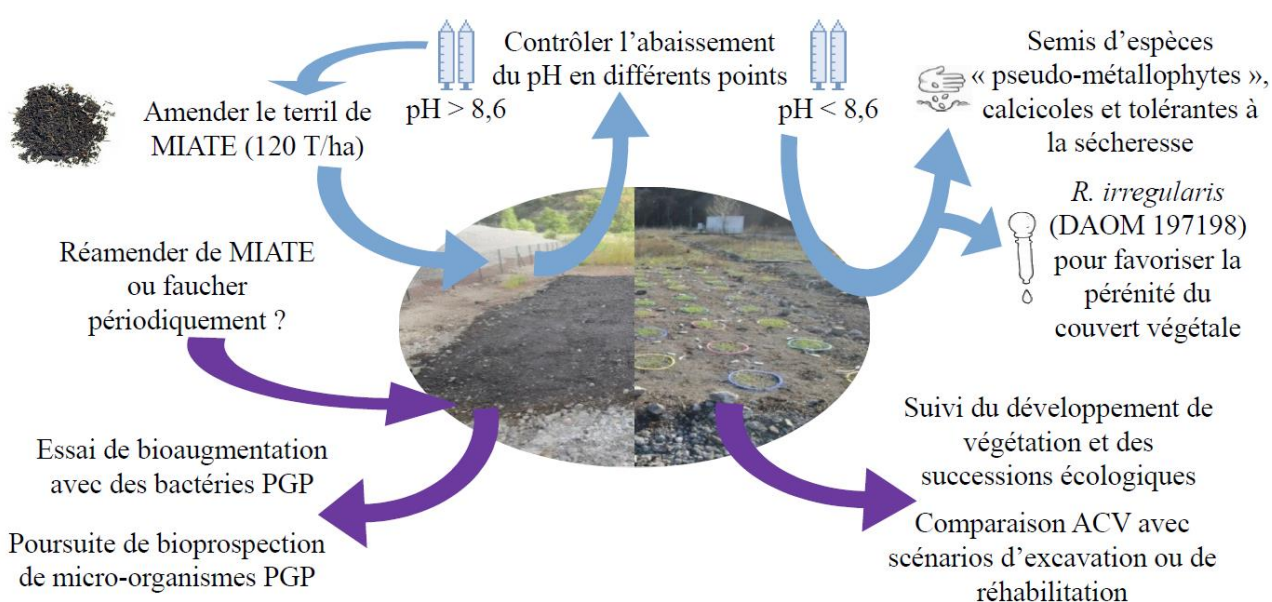 Contrôler l’abaissement
du pH en différents points
pH > 8,6
pH < 8,6
Amender le terril de
MIATE (120 T/ha)
Semis d’espèces
« pseudo-métallophytes »,
calcicoles et tolérantes à
la sécheresse
R. irregularis
(DAOM 197198)
pour favoriser la
pérénité du
couvert végétale
Réamender de MIATE
ou faucher
périodiquement ?
Essai de bioaugmentation
avec des bactéries PGP
Poursuite de bioprospection
de micro-organismes PGP
Suivi du développement de
végétation et des
successions écologiques
Comparaison ACV avec
scénarios d’excavation ou de
réhabilitation